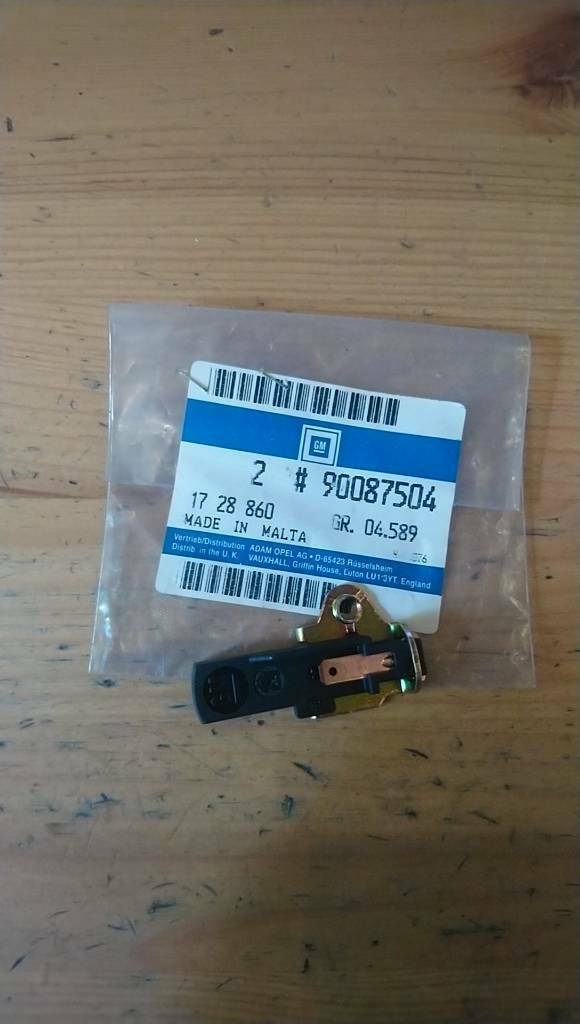 GM
2 # 90087504
17 28 860 GR. 04.589
MADE IN MALTA
Vertrieb/Distribution ADAM OPEL AG • D-65423 Rüsselsheim
Distrib. in the U.K. VAUXHALL, Griffin House, Luton LU1 3YT England